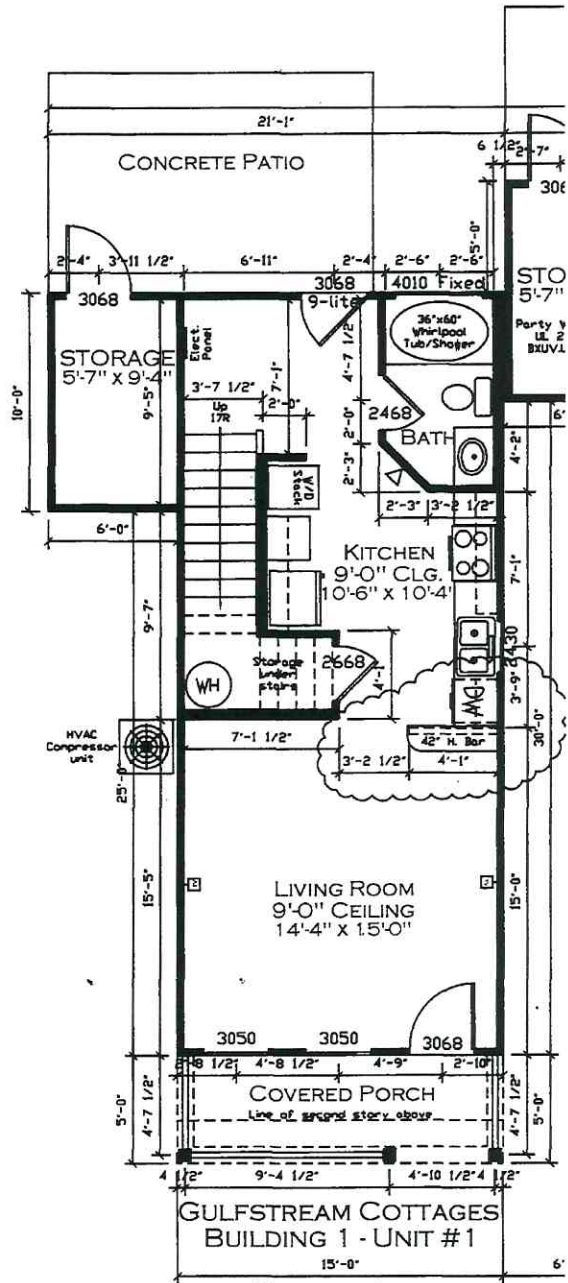 21'-1"
6 1/2"
2'-7"
CONCRETE PATIO
306
5'-0"
2'-4"
3'-11 1/2"
6'-11"
2'-4"
2'-6"
2'-6"
3068
3068
9-lite
4010 Fixed
STO
5'-7"
36"x60"
Whirlpool
Tub/Shower
Elect.
Panel
STORAGE
5'-7" X 9'-4"
Party W
UL 2
10'-0"
9'-5"
3'-7 1/2"
7'-1"
4'-7 1/2"
Up
17R
2'-0"
2468
2'-0"
BATH
6'
4'-2"
2'-3"
W/D
Stack
2'-3"
3'-2 1/2"
6'-0"
KITCHEN
9'-0" CLG.
10'-6" X 10'-4"
7'-1"
9'-7"
2430
2668
Storage
under
stairs
WH
4'-1"
3'-9"
DW
30'-0"
HVAC
Compressor
unit
7'-1 1/2"
42" H. Bar
3'-2 1/2"
4'-1"
25'-0"
15'-5"
LIVING ROOM
9'-0" CEILING
14'-4" X 15'-0"
15'-0"
3050
3050
3068
2'-8 1/2"
4'-8 1/2"
4'-9"
2'-10"
5'-0"
4'-7 1/2"
COVERED PORCH
Line of second story above
4'-7 1/2"
5'-0"
4 1/2"
9'-4 1/2"
4'-10 1/2"
4 1/2"
GULFSTREAM COTTAGES
BUILDING 1 - UNIT #1
15'-0"
6'